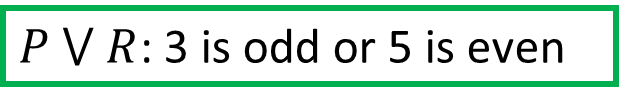 P ⋁ R: 3 is odd or 5 is even